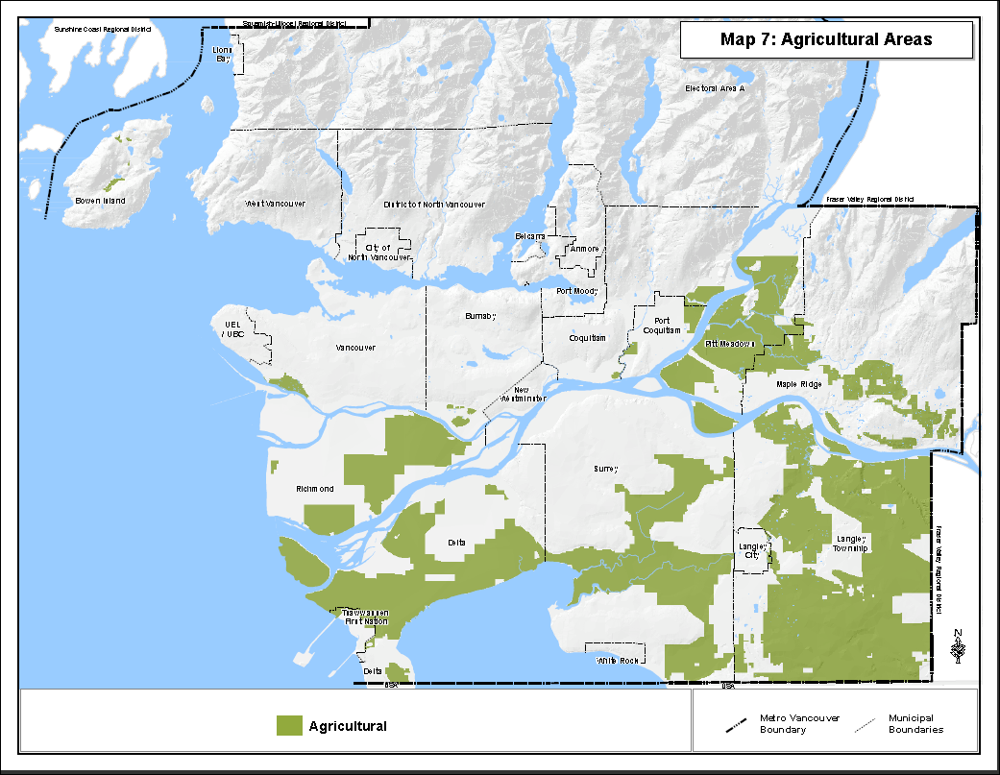 Squamish-Lillooet Regional District
Sunshine Coast Regional District
Map 7: Agricultural Areas
Lions
Bay
Electoral Area A
Bowen Island
West Vancouver
District of North Vancouver
Fraser Valley Regional District
City of
North Vancouver
Belcarra
Anmore
Port Moody
UEL
/ UBC
Vancouver
Burnaby
Coquitlam
Port
Coquitlam
Pitt Meadows
Maple Ridge
New
Westminster
Richmond
Surrey
Delta
Langley
City
Langley
Township
Fraser Valley Regional District
Tsawwassen
First Nation
Delta
White Rock
N
USA
USA
Agricultural
Metro Vancouver
Boundary
Municipal
Boundaries